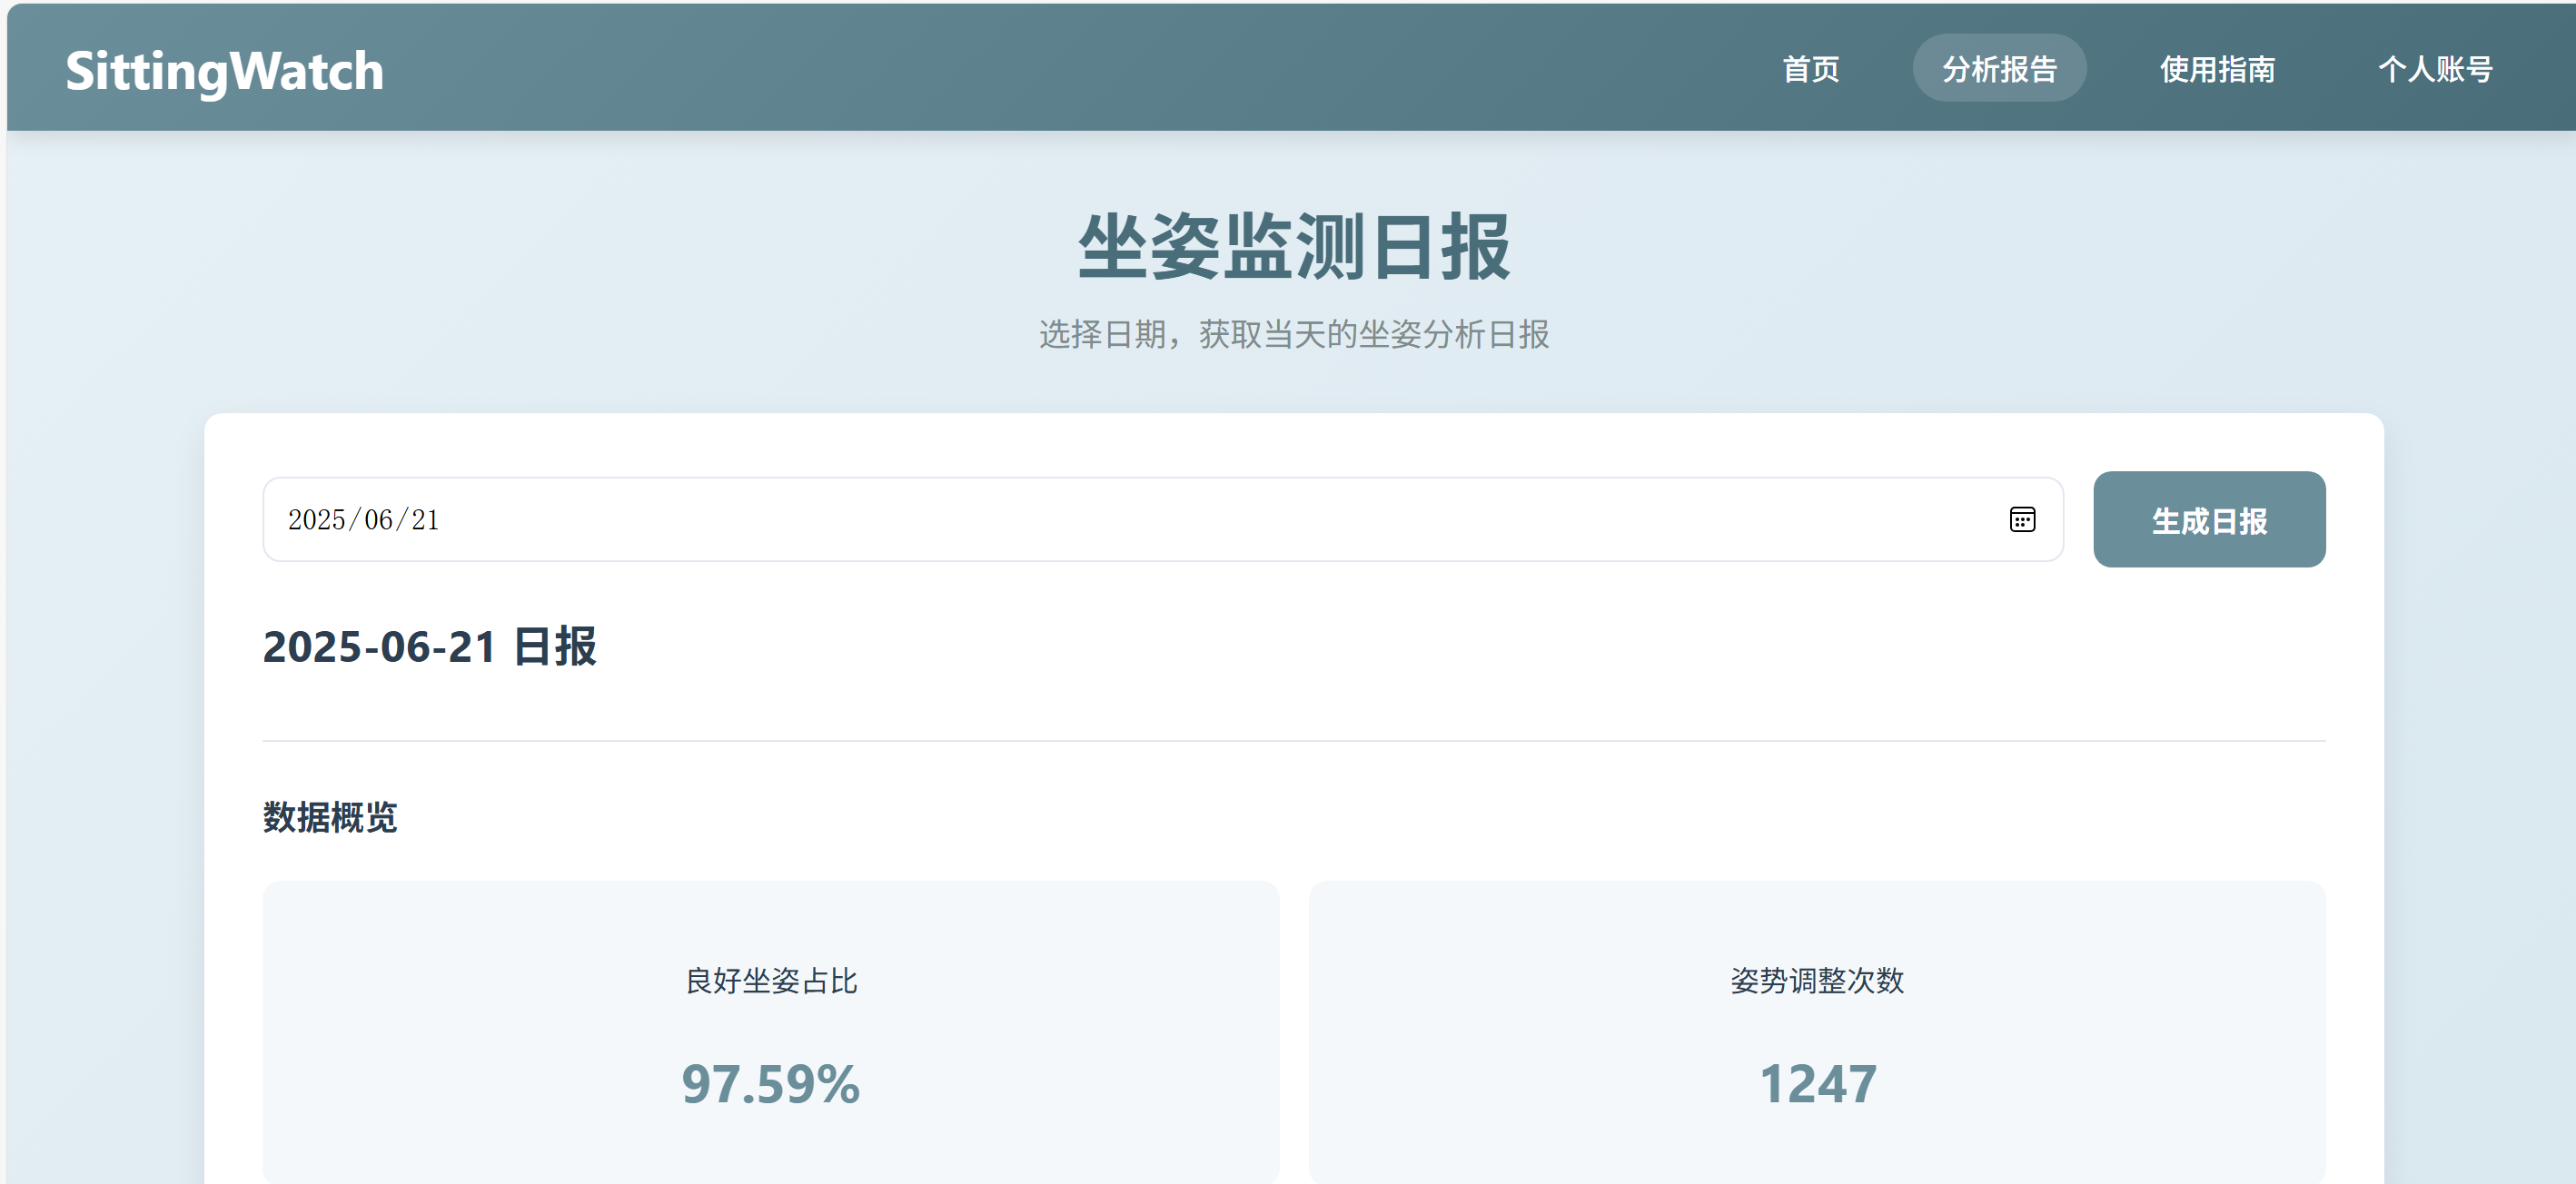 SittingWatch
首页 分析报告 使用指南 个人账号
坐姿监测日报
选择日期，获取当天的坐姿分析日报
2025/06/21
生成日报
2025-06-21 日报
数据概览
良好坐姿占比
97.59%
姿势调整次数
1247